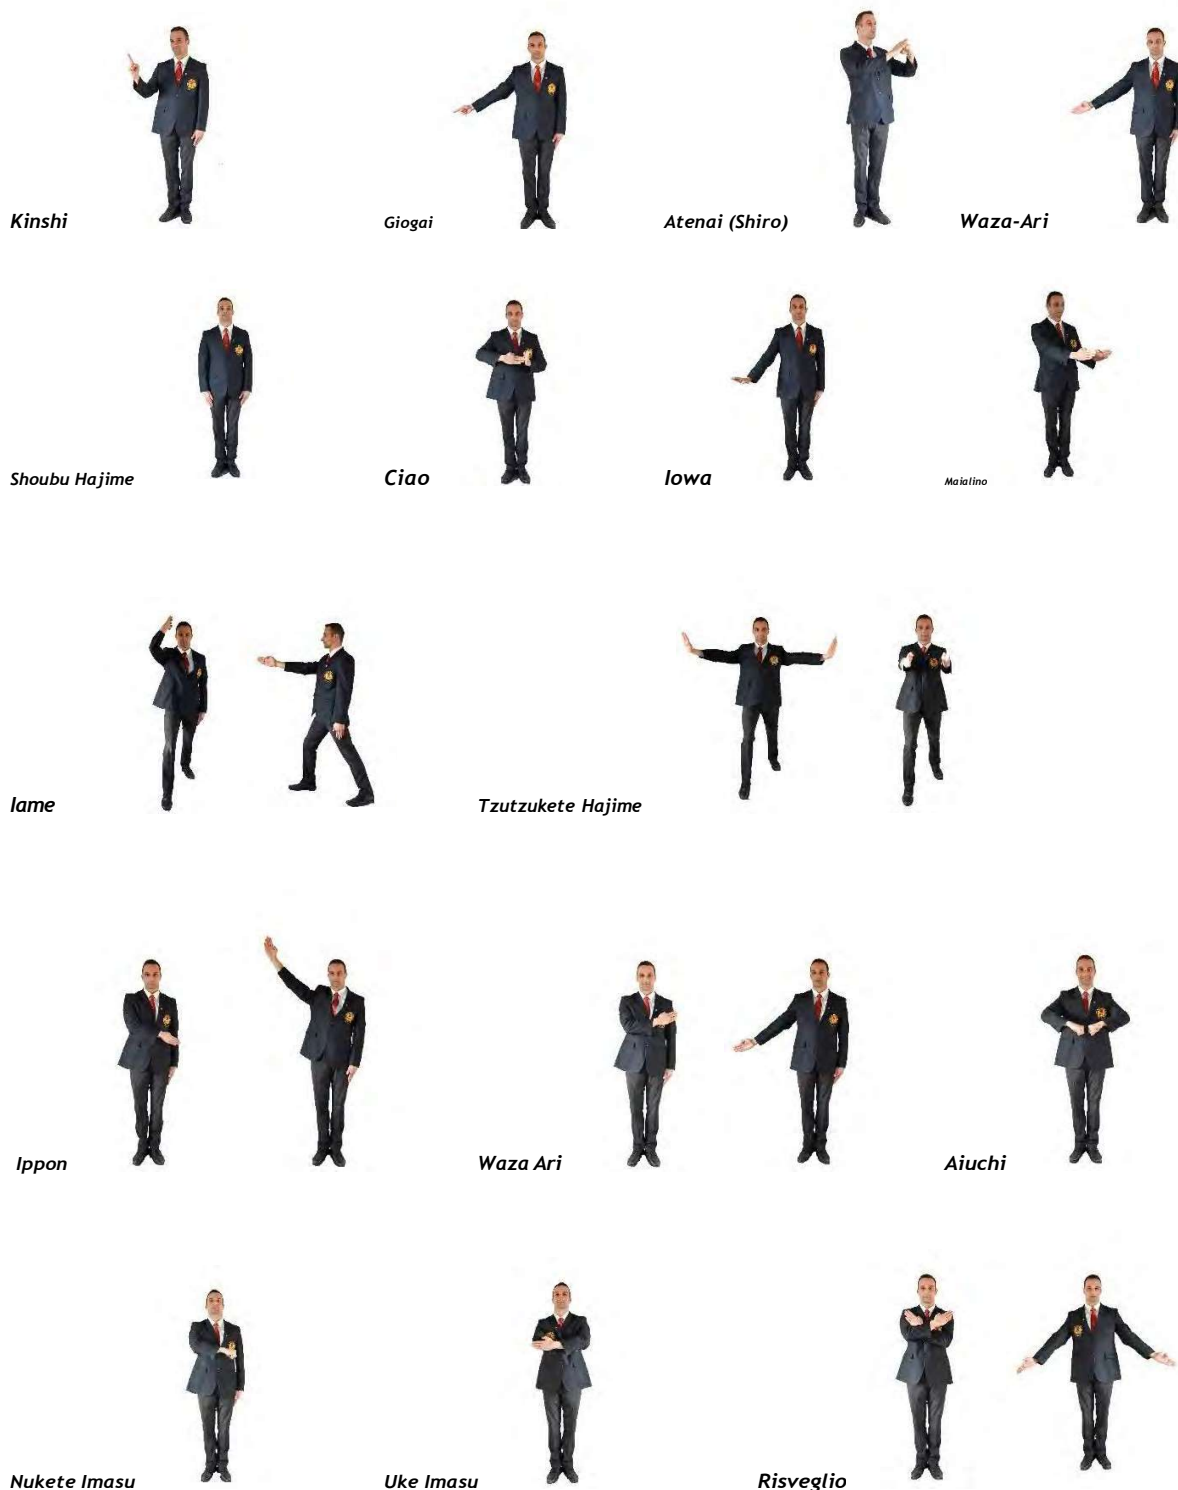 Kinshi
Giogai
Atenai (Shiro)
Waza-Ari
Shoubu Hajime
Ciao
Iowa
Maialino
Iame
Tzutzukete Hajime
Ippon
Waza Ari
Aiuchi
Nukete Imasu
Uke Imasu
Risveglio